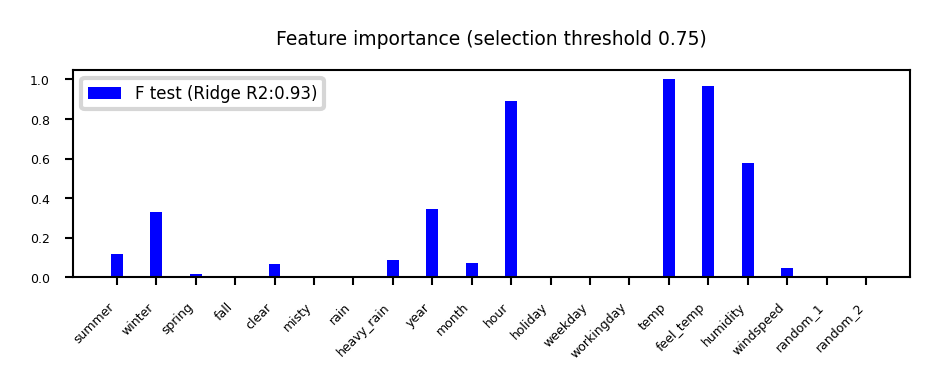 Feature importance (selection threshold 0.75)
F test (Ridge R2:0.93)
1.0
0.8
0.6
0.4
0.2
0.0
summer
winter
spring
fall
clear
misty
rain
heavy_rain
year
month
hour
holiday
weekday
workingday
temp
feel_temp
humidity
windspeed
random_1
random_2